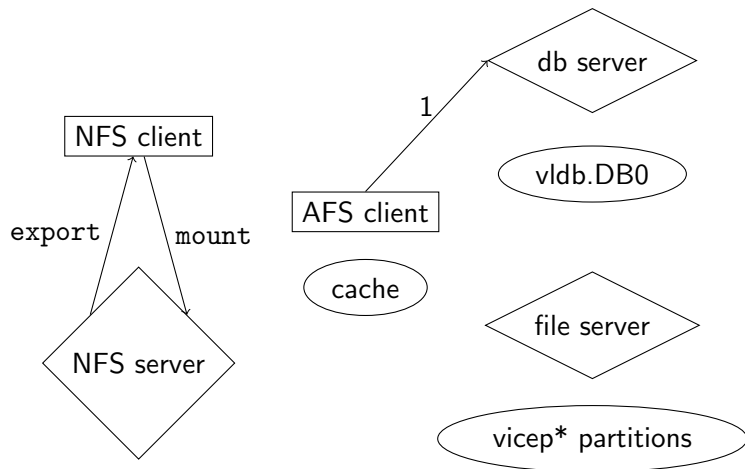 NFS client
export
mount
NFS server
1
AFS client
cache
db server
vldb.DB0
file server
vicep* partitions